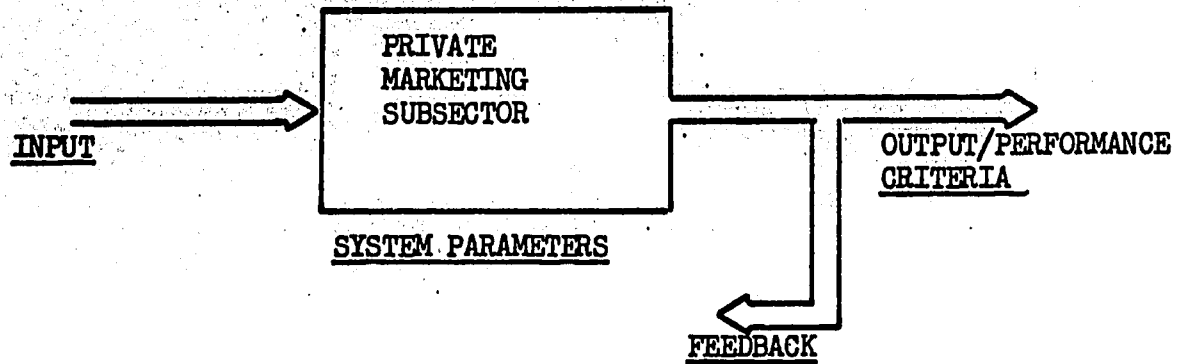 PRIVATE
MARKETING
SUBSECTOR
INPUT
OUTPUT/PERFORMANCE
CRITERIA
SYSTEM PARAMETERS
FEEDBACK